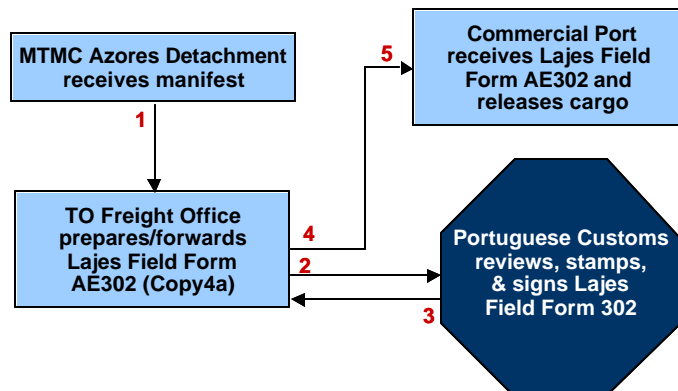 MTMC Azores Detachment
receives manifest
1
TO Freight Office
prepares/forwards
Lajes Field Form
AE302 (Copy4a)
2
3
4
5
Commercial Port
receives Lajes Field
Form AE302 and
releases cargo
Portuguese Customs
reviews, stamps,
& signs Lajes
Field Form 302